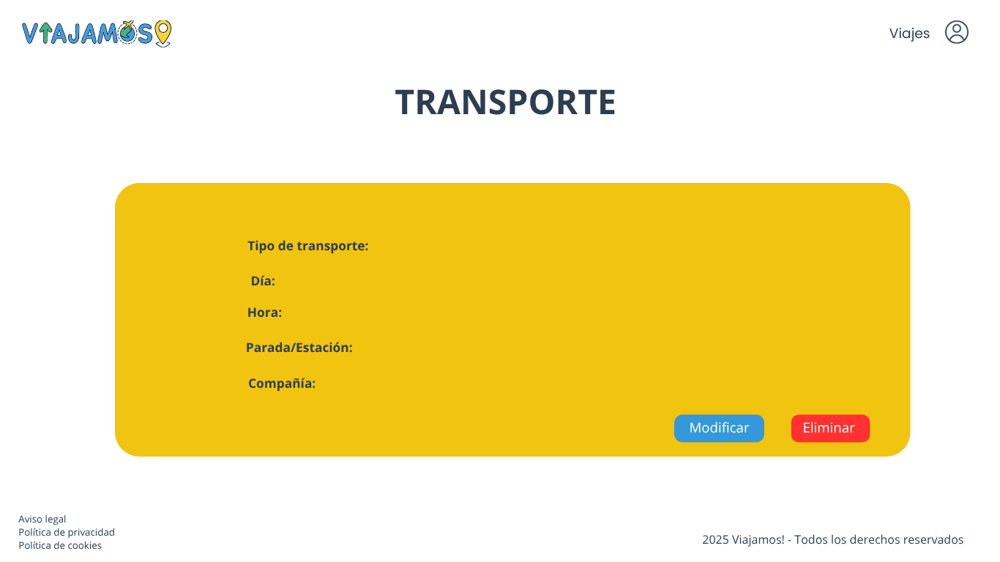 VIAJAMOS
Viajes
TRANSPORTE
Tipo de transporte:
Día:
Hora:
Parada/Estación:
Compañía:
Modificar
Eliminar
Aviso legal
Política de privacidad
Política de cookies
2025 Viajamos! - Todos los derechos reservados